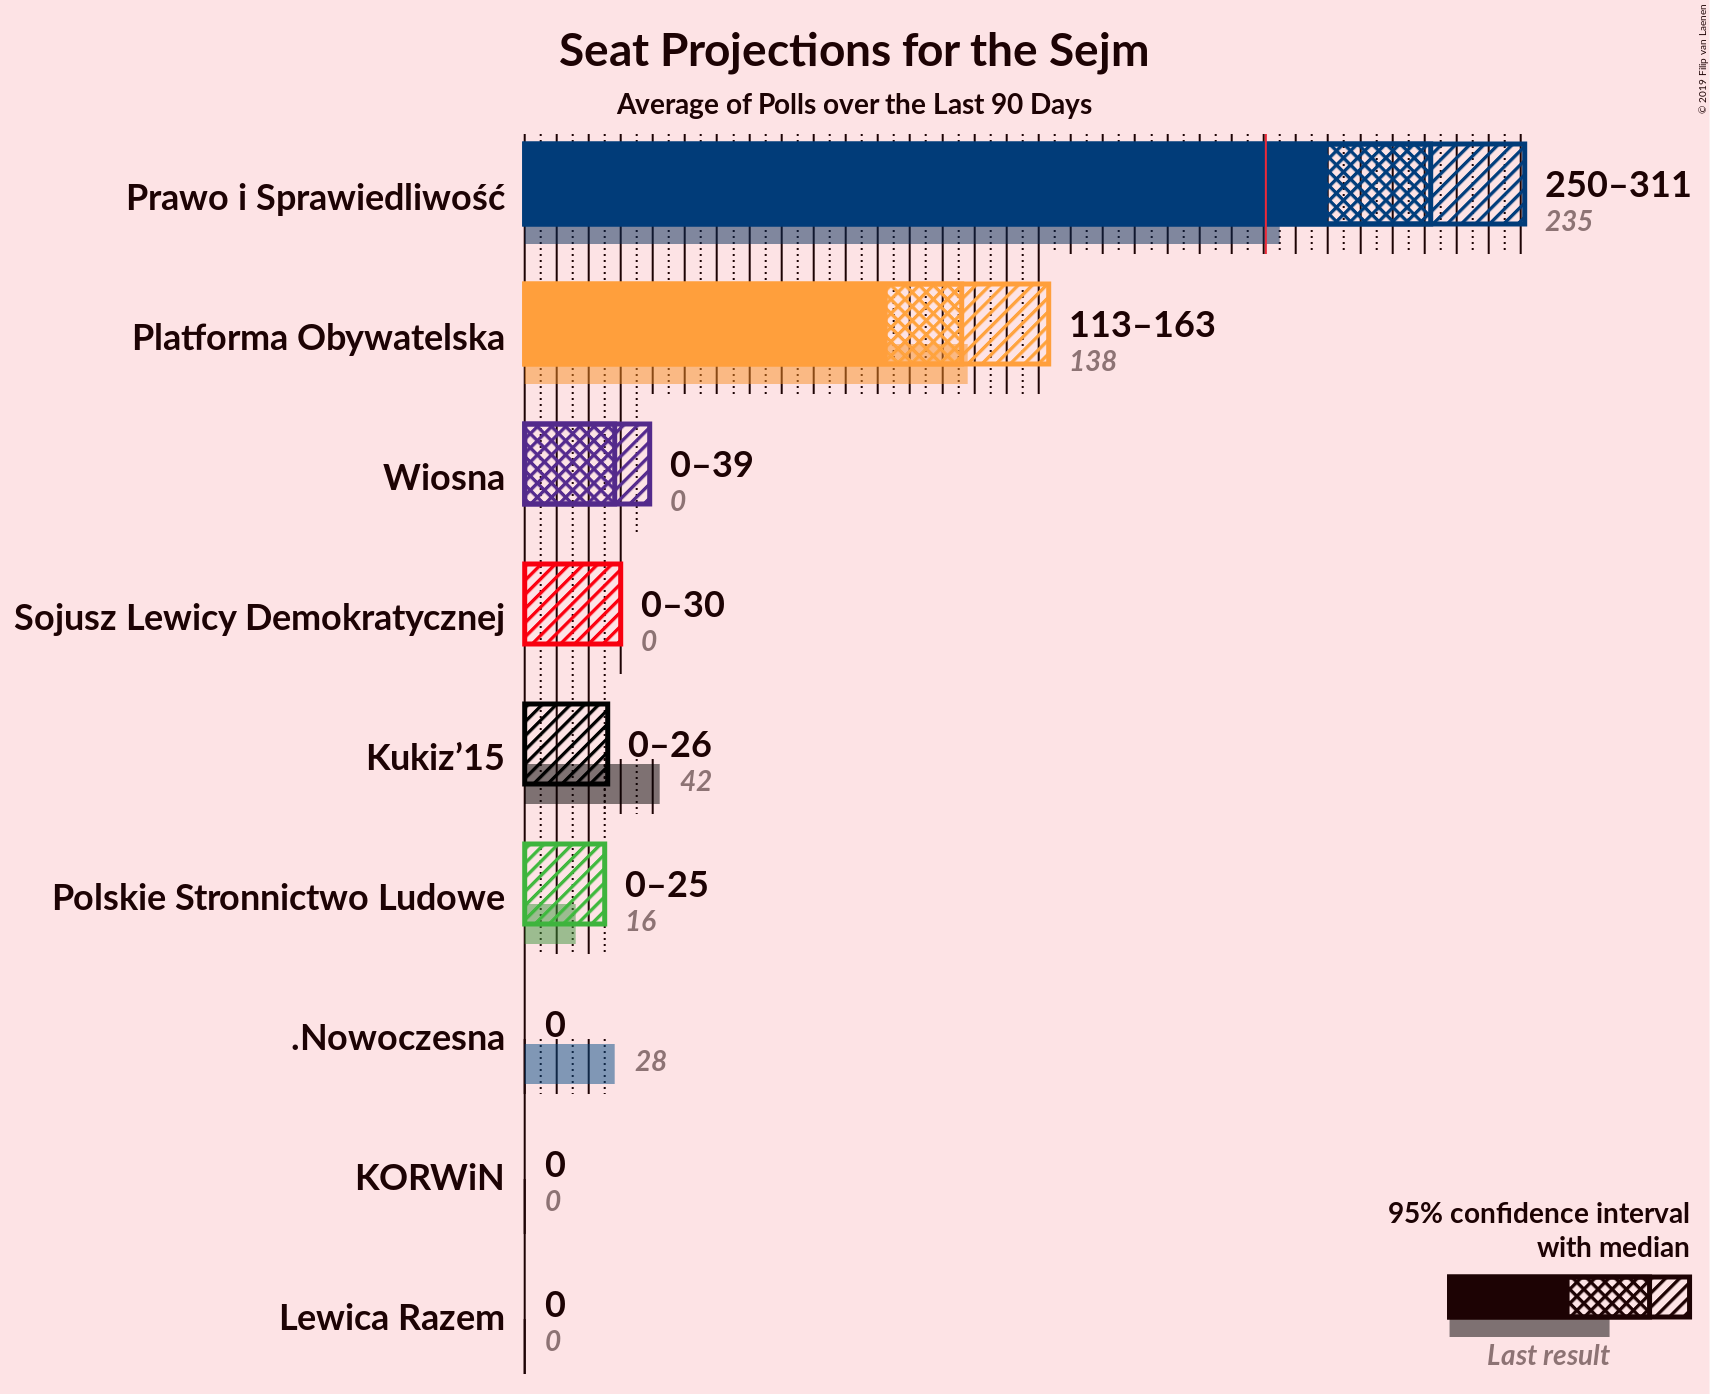 Seat Projections for the Sejm
Average of Polls over the Last 90 Days
© 2019 Filip van Laenen
Prawo i Sprawiedliwość
250–311
235
Platforma Obywatelska
113–163
138
Wiosna
0–39
0
Sojusz Lewicy Demokratycznej
0–30
0
Kukiz’15
0–26
42
Polskie Stronnictwo Ludowe
0–25
16
.Nowoczesna
0
28
KORWiN
0
0
Lewica Razem
0
0
95% confidence interval
with median
Last result